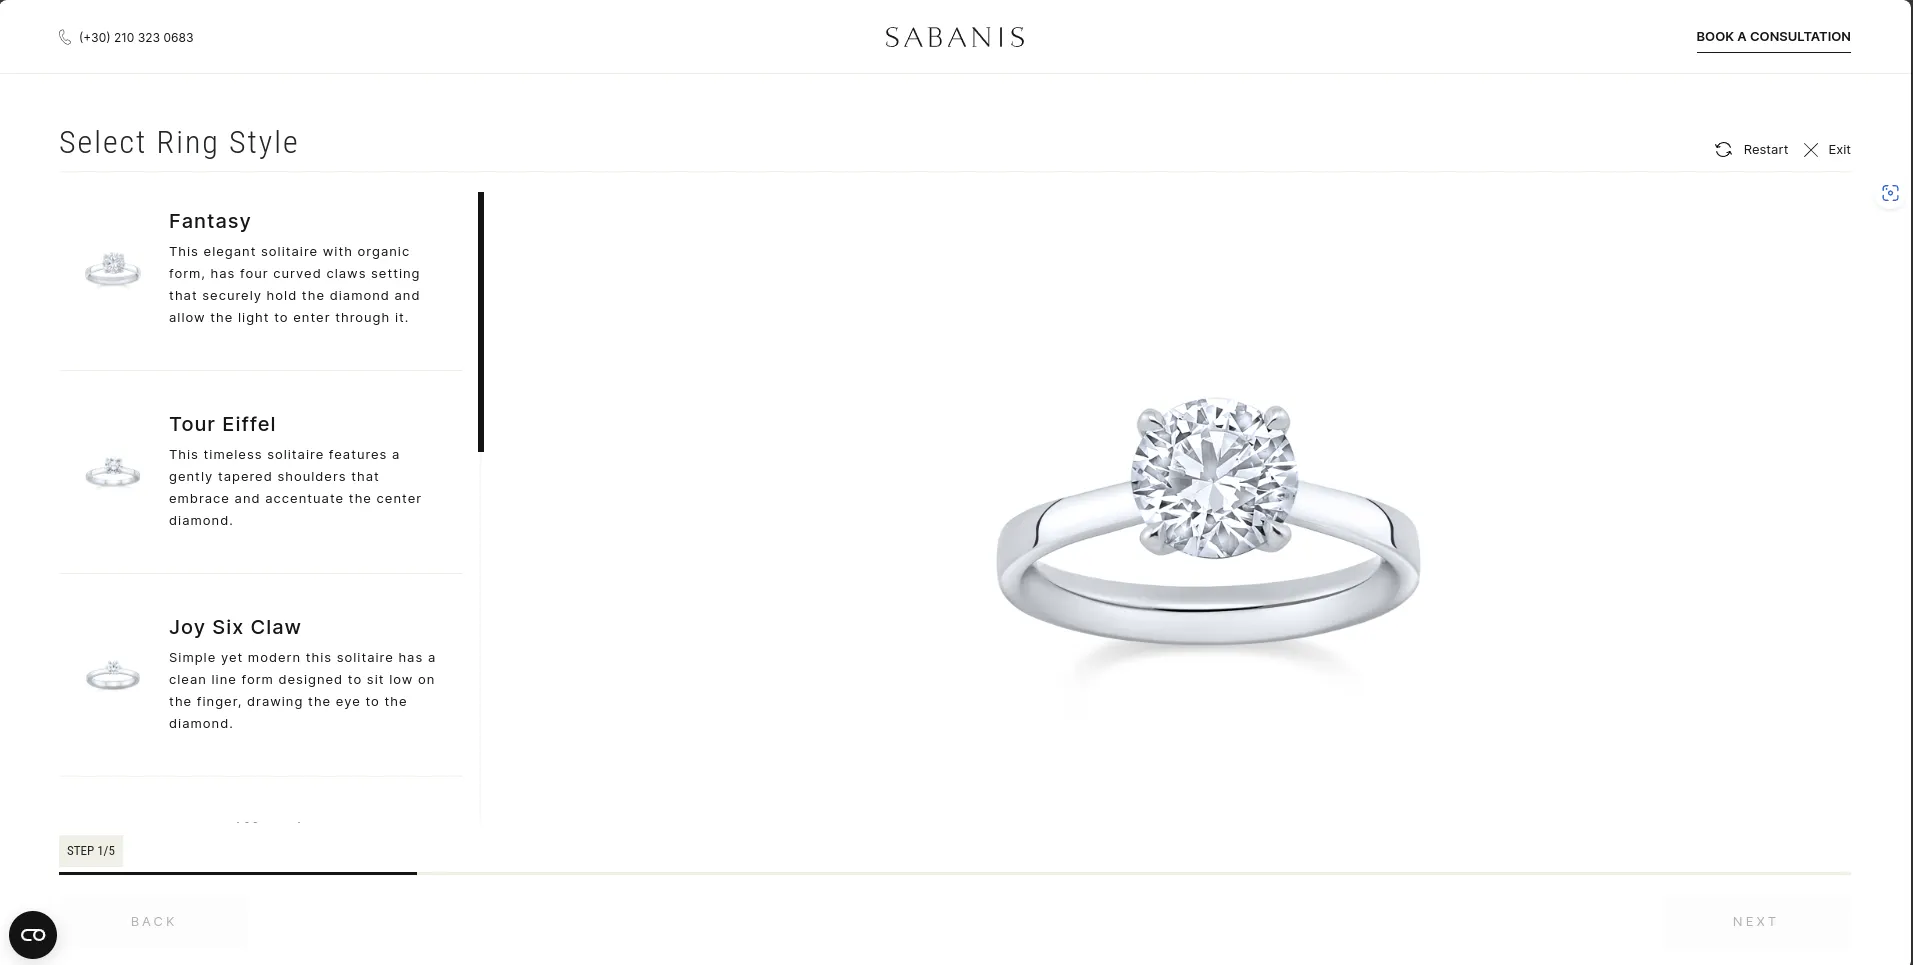 (+30) 210 323 0683
SABANIS
BOOK A CONSULTATION
Select Ring Style
Restart
Exit
Fantasy
This elegant solitaire with organic
form, has four curved claws setting
that securely hold the diamond and
allow the light to enter through it.
Tour Eiffel
This timeless solitaire features a
gently tapered shoulders that
embrace and accentuate the center
diamond.
Joy Six Claw
Simple yet modern this solitaire has a
clean line form designed to sit low on
the finger, drawing the eye to the
diamond.
STEP 1/5
BACK
NEXT